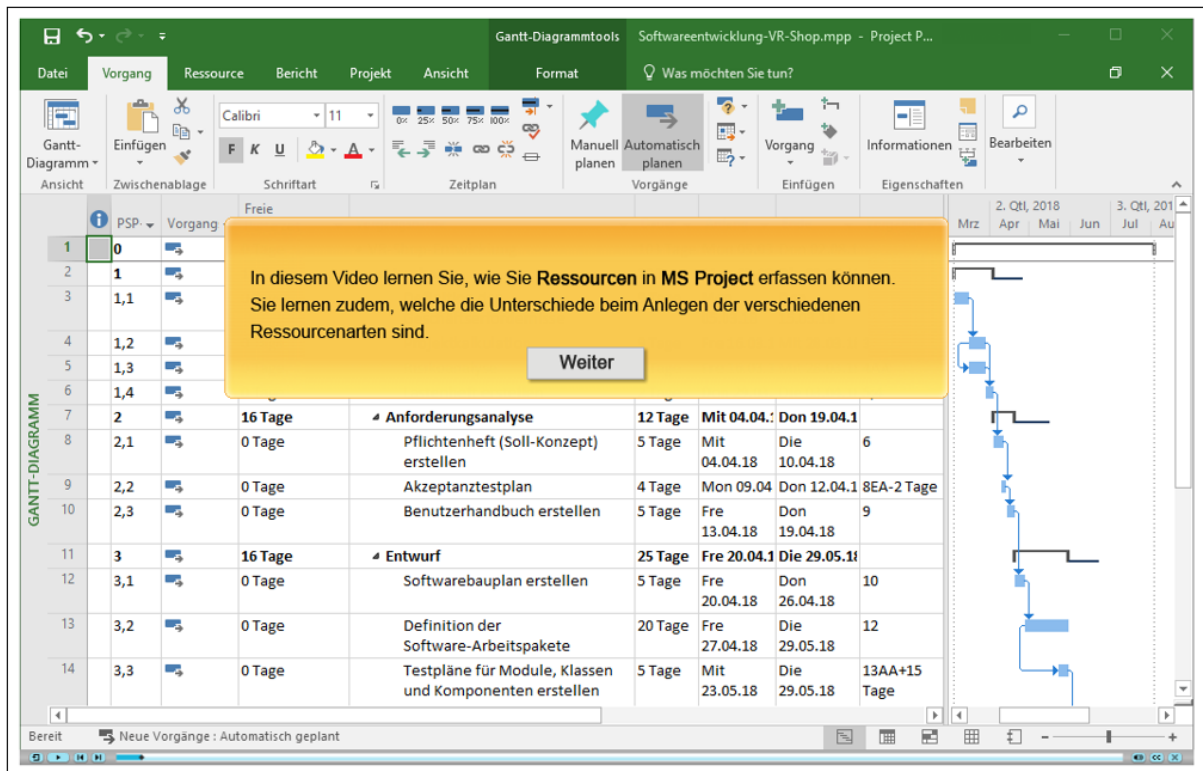 Gantt-Diagrammtools Softwareentwicklung-VR-Shop.mpp - Project P...
Datei Vorgang Ressource Bericht Projekt Ansicht Format Was möchten Sie tun?
Gantt-Diagramm
Einfügen
Calibri 11
F K U A
0% 25% 50% 75% 100%
Manuell planen
Automatisch planen
Vorgang
Informationen
Bearbeiten
Ansicht Zwischenablage Schriftart Zeitplan Vorgänge Einfügen Eigenschaften
Freie
PSP- Vorgang
2. Qtl, 2018 3. Qtl, 201
Mrz Apr Mai Jun Jul Au
In diesem Video lernen Sie, wie Sie Ressourcen in MS Project erfassen können.
Sie lernen zudem, welche die Unterschiede beim Anlegen der verschiedenen
Ressourcenarten sind.
Weiter
GANTT-DIAGRAMM
1 0
2 1
3 1,1
4 1,2
5 1,3
6 1,4
7 2 16 Tage Anforderungsanalyse 12 Tage Mit 04.04.1 Don 19.04.1
8 2,1 0 Tage Pflichtenheft (Soll-Konzept) erstellen 5 Tage Mit 04.04.18 Die 10.04.18 6
9 2,2 0 Tage Akzeptanztestplan 4 Tage Mon 09.04 Don 12.04.1 8EA-2 Tage
10 2,3 0 Tage Benutzerhandbuch erstellen 5 Tage Fre 13.04.18 Don 19.04.18 9
11 3 16 Tage Entwurf 25 Tage Fre 20.04.1 Die 29.05.18
12 3,1 0 Tage Softwarebauplan erstellen 5 Tage Fre 20.04.18 Don 26.04.18 10
13 3,2 0 Tage Definition der Software-Arbeitspakete 20 Tage Fre 27.04.18 Die 29.05.18 12
14 3,3 0 Tage Testpläne für Module, Klassen und Komponenten erstellen 5 Tage Mit 23.05.18 Die 29.05.18 13AA+15 Tage
Bereit Neue Vorgänge : Automatisch geplant